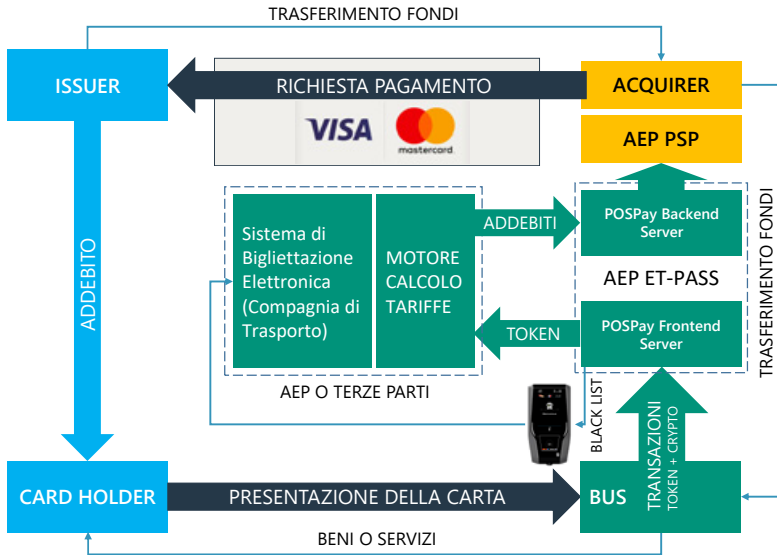 TRASFERIMENTO FONDI
ISSUER
RICHIESTA PAGAMENTO
ACQUIRER
VISA
mastercard
AEP PSP
ADDEBITO
Sistema di
Bigliettazione
Elettronica
(Compagnia di
Trasporto)
MOTORE
CALCOLO
TARIFFE
ADDEBITI
POSPay Backend
Server
AEP ET-PASS
TOKEN
POSPay Frontend
Server
TRASFERIMENTO FONDI
AEP O TERZE PARTI
BLACK LIST
TRANSAZIONI
TOKEN + CRYPTO
CARD HOLDER
PRESENTAZIONE DELLA CARTA
BUS
BENI O SERVIZI